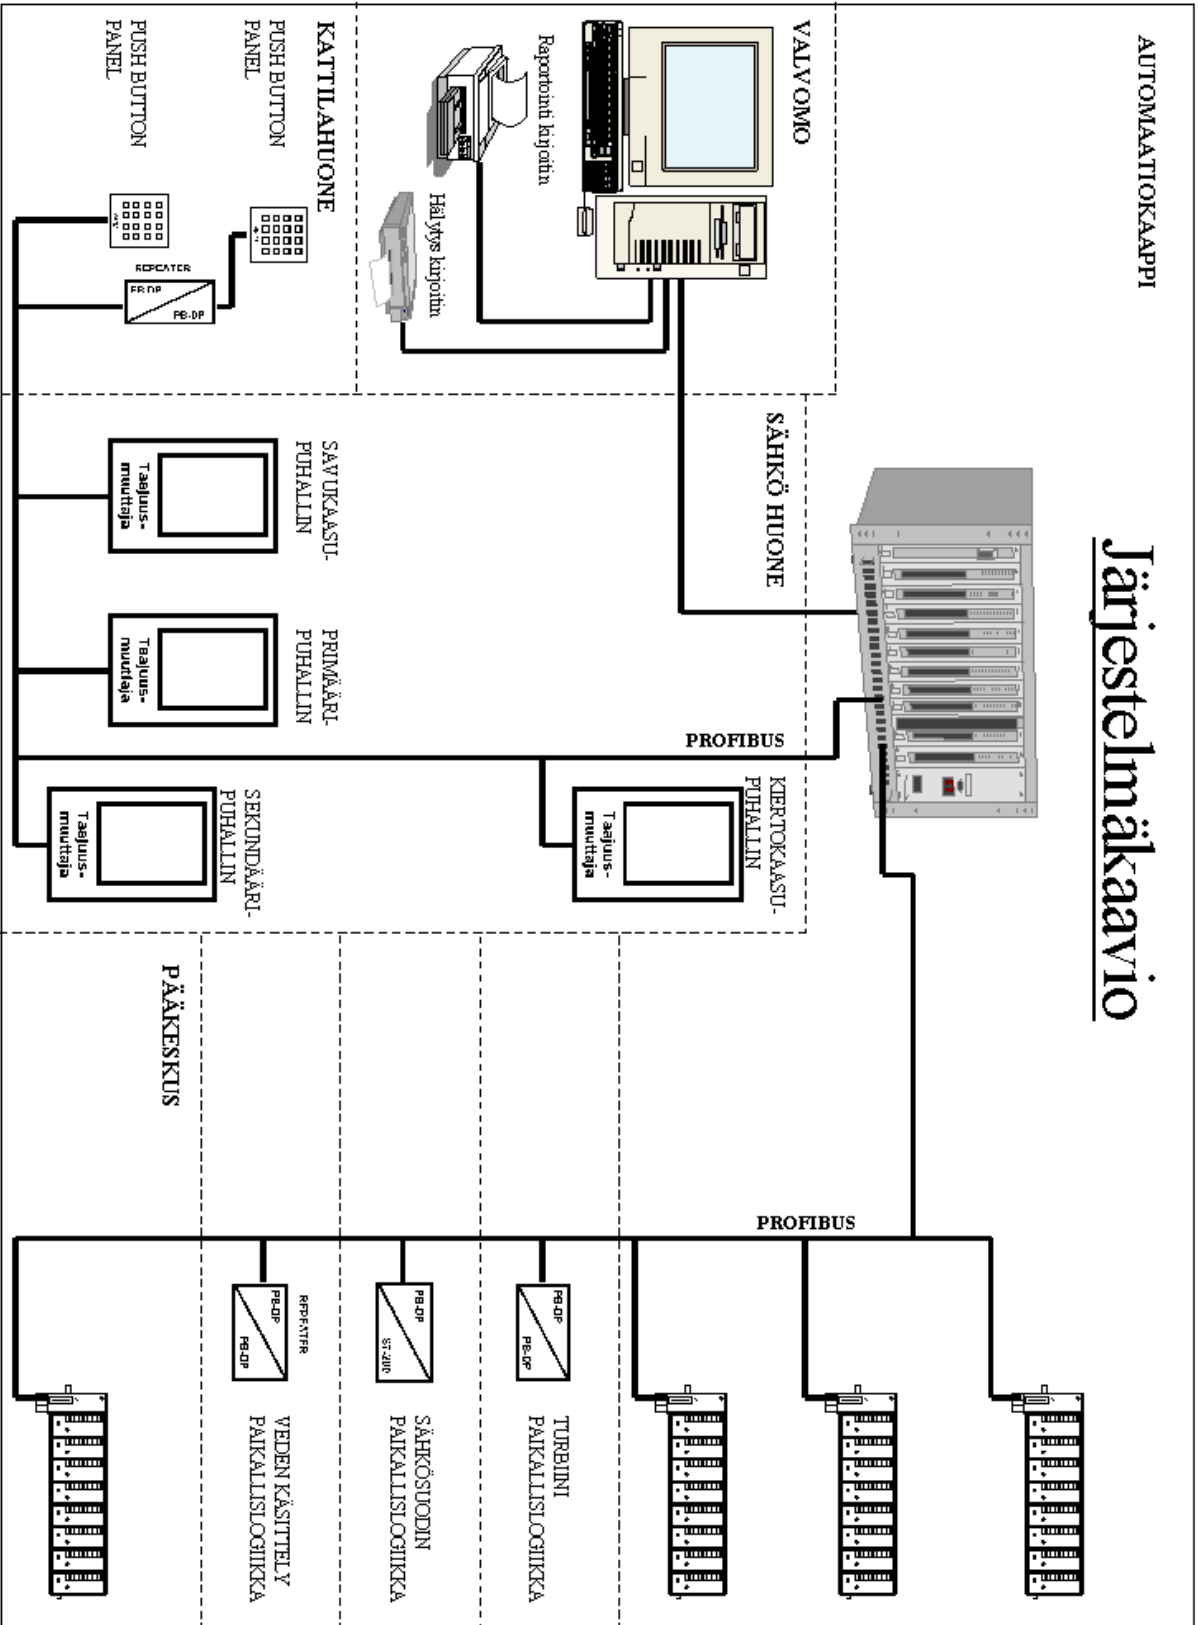 Järjestelmäkaavio
AUTOMAATIOKAAPPI
VALVOMO
Raportointi kirjoitin
Hälytys kirjoitin
KATTILAHUONE
PUSH BUTTON
PANEL
PUSH BUTTON
PANEL
REPEATER
PB-DP
PB-DP
SÄHKÖ HUONE
SAVUKAASU-
PUHALLIN
Taajuus-
muuttaja
PRIMÄÄRI-
PUHALLIN
Taajuus-
muuttaja
PROFIBUS
KIERTOKAASU-
PUHALLIN
Taajuus-
muuttaja
SEKUNDÄÄRI-
PUHALLIN
Taajuus-
muuttaja
PÄÄKESKUS
PROFIBUS
PB-DP
PB-DP
TURBIINI
PAIKALLISLOGIIKKA
PB-DP
SÄHKÖSUODIN
PAIKALLISLOGIIKKA
REPEATER
PB-DP
PB-DP
VEDEN KÄSITTELY
PAIKALLISLOGIIKKA